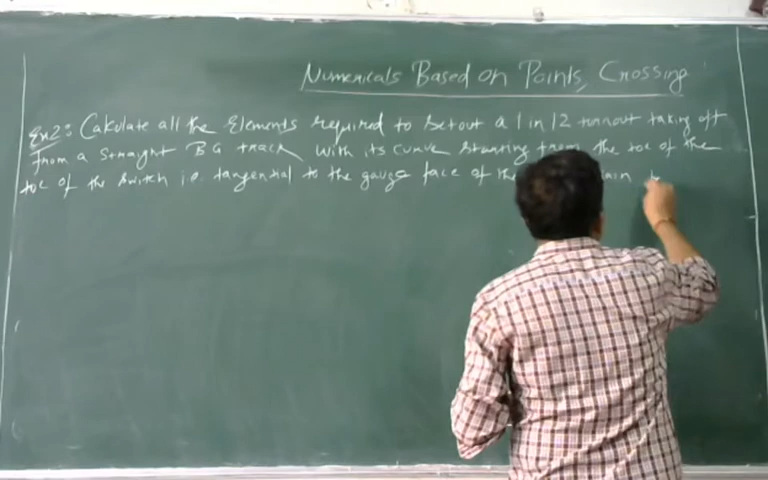 Numericals Based on Points, Crossing
Ex2: Calculate all the Elements required to setout a 1 in 12 turnout taking off
from a straight BG track, with its curve starting from the toe of the
toe of the switch i.e. tangential to the gauge face of the